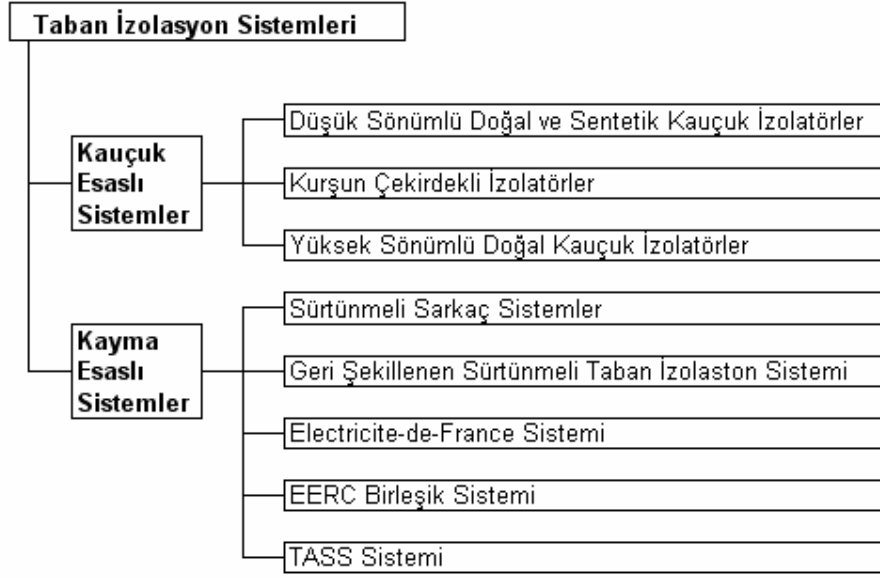 Taban İzolasyon Sistemleri
Kauçuk
Esaslı
Sistemler
Düşük Sönümlü Doğal ve Sentetik Kauçuk İzolatörler
Kurşun Çekirdekli İzolatörler
Yüksek Sönümlü Doğal Kauçuk İzolatörler
Kayma
Esaslı
Sistemler
Sürtünmeli Sarkaç Sistemler
Geri Şekillenen Sürtünmeli Taban İzolaston Sistemi
Electricite-de-France Sistemi
EERC Birleşik Sistemi
TASS Sistemi